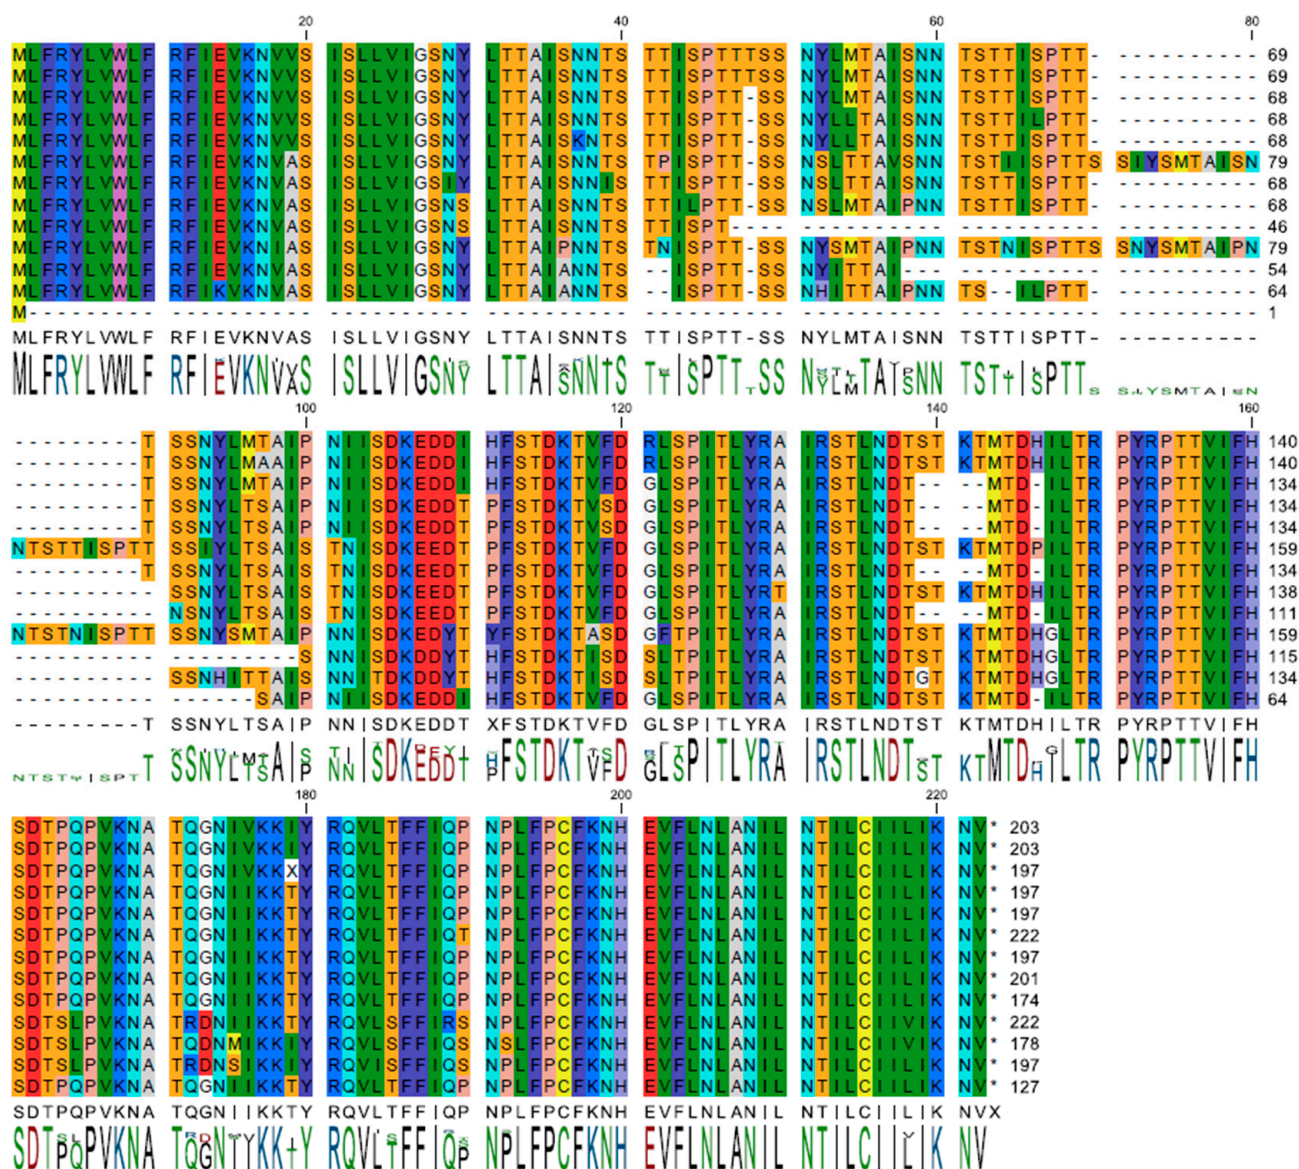 20 40 60 80
MLFRYLVWLF RFIEVKNVVS ISLLVIGSNY LTTAISNNTS TTISPTTTSS NYLMTAISNN TSTTISPTT- ---------- 69
MLFRYLVWLF RFIEVKNVVS ISLLVIGSNY LTTAISNNTS TTISPTTTSS NYLMTAISNN TSTTISPTT- ---------- 69
MLFRYLVWLF RFIEVKNVVS ISLLVIGSNY LTTAISNNTS TTISPTT-SS NYLMTAISNN TSTTISPTT- ---------- 68
MLFRYLVWLF RFIEVKNVVS ISLLVIGSNY LTTAISNNTS TTISPTT-SS NYLLTAISNN TSTTILPTT- ---------- 68
MLFRYLVWLF RFIEVKNVVS ISLLVIGSNY LTTAISKNTS TTISPTT-SS NYLLTAISNN TSTTISPTT- ---------- 68
MLFRYLVWLF RFIEVKNVAS ISLLVIGSNY LTTAISNNTS TPISPTT-SS NSLTTAVSNN TSTIISPTTS SIYSMTAISN 79
MLFRYLVWLF RFIEVKNVAS ISLLVIGSIY LTTAISNNIS TTISPTT-SS NSLTTAISNN TSTTISPTT- ---------- 68
MLFRYLVWLF RFIEVKNVAS ISLLVIGSNS LTTAISNNTS TTILPTT-SS NSLMTAIPNN TSTTISPTT- ---------- 68
MLFRYLVWLF RFIEVKNVAS ISLLVIGSNS LTTAISNNTS TTISPT---- ---------- ---------- ---------- 46
MLFRYLVWLF RFIEVKNIAS ISLLVIGSNY LTTAIPNNTS TNISPTT-SS NYSMTAIPNN TSTNISPTTS SNYSMTAIPN 79
MLFRYLVWLF RFIEVKNVAS ISLLVIGSNY LTTAIANNTS --ISPTT-SS NYITTAI--- ---------- ---------- 54
MLFRYLVWLF RFIKVKNVAS ISLLVIGSNY LTTAIANNTS --ISPTT-SS NHITTAIPNN TS--ILPTT- ---------- 64
M--------- ---------- ---------- ---------- ---------- ---------- ---------- ---------- 1
MLFRYLVWLF RFIEVKNVAS ISLLVIGSNY LTTAISNNTS TTISPTT-SS NYLMTAISNN TSTTISPTT- ----------
100 120 140 160
---------T SSNYLMTAIP NIISDKEDDI HFSTDKTVFD RLSPITLYRA IRSTLNDTST KTMTDHILTR PYRPTTVIFH 140
---------T SSNYLMAAIP NIISDKEDDI HFSTDKTVFD RLSPITLYRA IRSTLNDTST KTMTDHILTR PYRPTTVIFH 140
---------T SSNYLMTAIP NIISDKEDDI HFSTDKTVFD GLSPITLYRA IRSTLNDT-- --MTD-ILTR PYRPTTVIFH 134
---------T SSNYLTSAIP NIISDKEDDT PFSTDKTVSD GLSPITLYRA IRSTLNDT-- --MTD-ILTR PYRPTTVIFH 134
---------T SSNYLTSAIP NIISDKEDDT PFSTDKTVSD GLSPITLYRA IRSTLNDT-- --MTD-ILTR PYRPTTVIFH 134
NTSTTISPTT SSIYLTSAIS TNISDKEEDT PFSTDKTVFD GLSPITLYRA IRSTLNDTST KTMTDPILTR PYRPTTVIFH 159
---------T SSNYLTSAIS TNISDKEEDT PFSTDKTVFD GLSPITLYRA IRSTLNDT-- --MTD-ILTR PYRPTTVIFH 134
---------- SSNYLTSAIS TNISDKEEDT PFSTDKTVFD GLSPITLYRT IRSTLNDTST KTMTDHILTR PYRPTTVIFH 138
---------- NSNYLTSAIS TNISDKEEDT PFSTDKTVFD GLSPITLYRA IRSTLNDT-- --MTD-ILTR PYRPTTVIFH 111
NTSTNISPTT SSNYSMTAIP NNISDKEDYT YFSTDKTASD GFTPITLYRA IRSTLNDTST KTMTDHGLTR PYRPTTVIFH 159
---------- ---------S NNISDKDDYT HFSTDKTISD SLTPITLYRA IRSTLNDTST KTMTDHGLTR PYRPTTVIFH 115
---------- SSNHITTAIS NNITDKDDYT HFSTDKTISD SLTPITLYRA IRSTLNDTGT KTMTDHGLTR PYRPTTVIFH 134
---------- ------SAIP NIISDKEDDT HFSTDKTVFD GLSPITLYRA IRSTLNDTST KTMTD-ILTR PYRPTTVIFH 64
---------T SSNYLTSAIP NNISDKEDDT XFSTDKTVFD GLSPITLYRA IRSTLNDTST KTMTDHILTR PYRPTTVIFH
180 200 220
SDTPQPVKNA TQGNIVKKIY RQVLTFFIQP NPLFPCFKNH EVFLNLANIL NTILCIILIK NV* 203
SDTPQPVKNA TQGNIVKKIY RQVLTFFIQP NPLFPCFKNH EVFLNLANIL NTILCIILIK NV* 203
SDTPQPVKNA TQGNIVKKXY RQVLTFFIQP NPLFPCFKNH EVFLNLANIL NTILCIILIK NV* 197
SDTPQPVKNA TQGNIIKKTY RQVLTFFIQP NPLFPCFKNH EVFLNLANIL NTILCIILIK NV* 197
SDTPQPVKNA TQGNIIKKTY RQVLTFFIQP NPLFPCFKNH EVFLNLANIL NTILCIILIK NV* 197
SDTPQPVKNA TQGNIIKKTY RQVLTFFIQT NPLFPCFKNH EVFLNLANIL NTILCIILIK NV* 222
SDTPQPVKNA TQGNIIKKTY RQVLTFFIQP NPLFPCFKNH EVFLNLANIL NTILCIILIK NV* 197
SDTPQPVKNA TQGNIIKKTY RQVLTFFIQP NPLFPCFKNH EVFLNLANIL NTILCIILIK NV* 201
SDTPQPVKNA TQGNIIKKTY RQVLTFFIQP NPLFPCFKNH EVFLNLANIL NTILCIILIK NV* 174
SDTSLPVKNA TRDNIIKKTY RQVLSFFIRS NPLFPCFKNH EVFLNLANIL NTILCIIVIK NV* 222
SDTSLPVKNA TQDNMIKKIY RQVLSFFIQS NSLFPCFKNH EVFLNLANIL NTILCIIVIK NV* 178
SDTSLPVKNA TRDNSIKKIY RQVISFFIQS NPLFPCFKNH EVFLNLANIL NTILCIILIK NV* 197
SDTPQPVKNA TQGNIIKKTY RQVLTFFIQP NPLFPCFKNH EVFLNLANIL NTILCIILIK NV* 127
SDTPQPVKNA TQGNIIKKTY RQVLTFFIQP NPLFPCFKNH EVFLNLANIL NTILCIILIK NVX